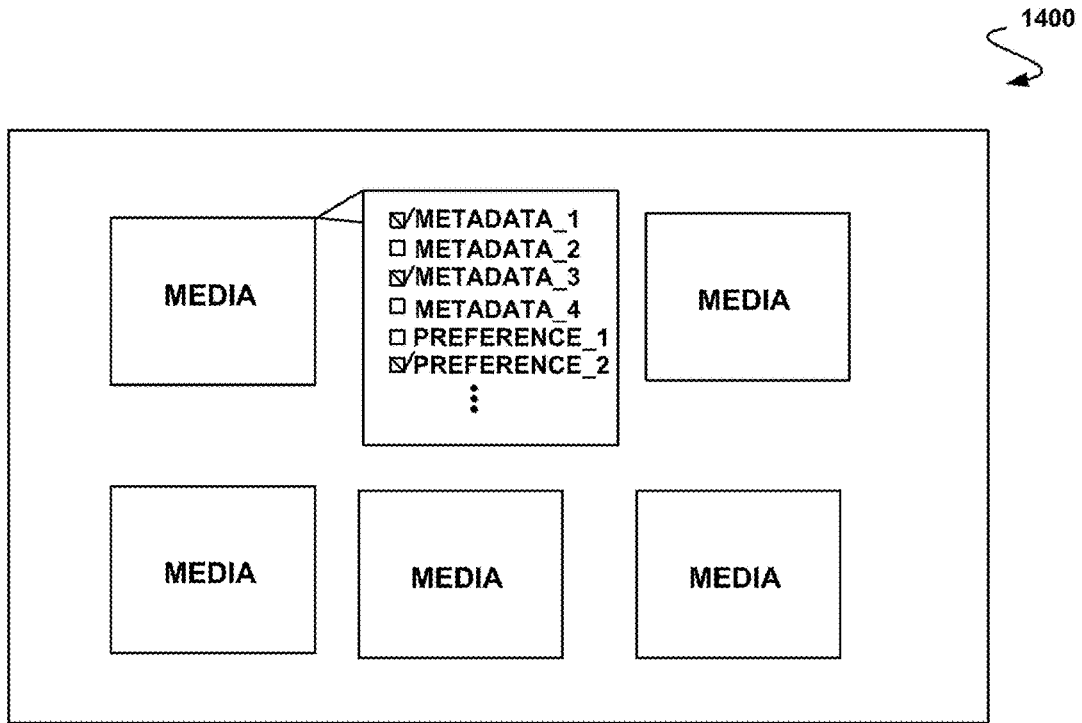 1400
METADATA_1
METADATA_2
METADATA_3
METADATA_4
PREFERENCE_1
PREFERENCE_2
MEDIA
MEDIA
MEDIA
MEDIA
MEDIA